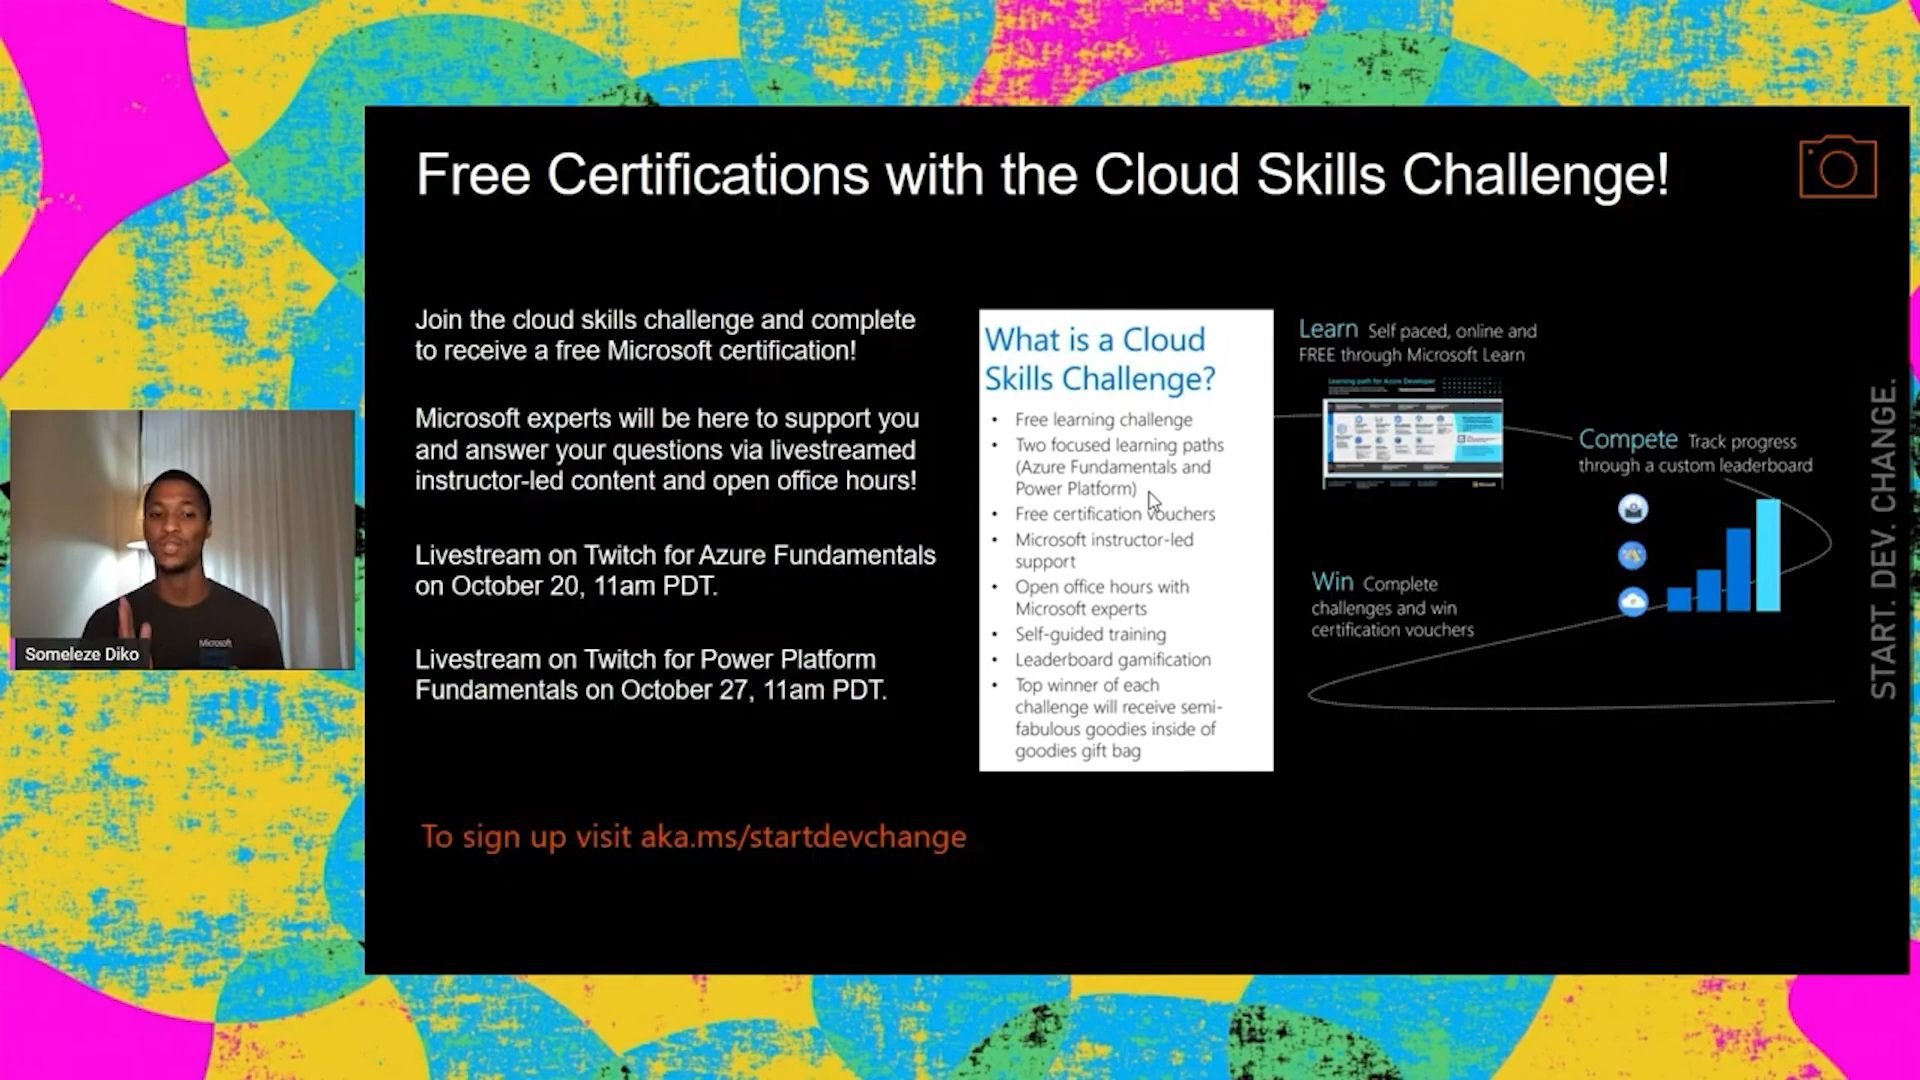 Free Certifications with the Cloud Skills Challenge!
Join the cloud skills challenge and complete
to receive a free Microsoft certification!
Microsoft experts will be here to support you
and answer your questions via livestreamed
instructor-led content and open office hours!
Livestream on Twitch for Azure Fundamentals
on October 20, 11am PDT.
Livestream on Twitch for Power Platform
Fundamentals on October 27, 11am PDT.
To sign up visit aka.ms/startdevchange
What is a Cloud
Skills Challenge?
• Free learning challenge
• Two focused learning paths
(Azure Fundamentals and
Power Platform)
• Free certification vouchers
• Microsoft instructor-led
support
• Open office hours with
Microsoft experts
• Self-guided training
• Leaderboard gamification
• Top winner of each
challenge will receive semi-
fabulous goodies inside of
goodies gift bag
Learn Self paced, online and
FREE through Microsoft Learn
Learning path for Azure Developer
Compete Track progress
through a custom leaderboard
Win Complete
challenges and win
certification vouchers
START. DEV. CHANGE.
Microsoft
Someleze Diko